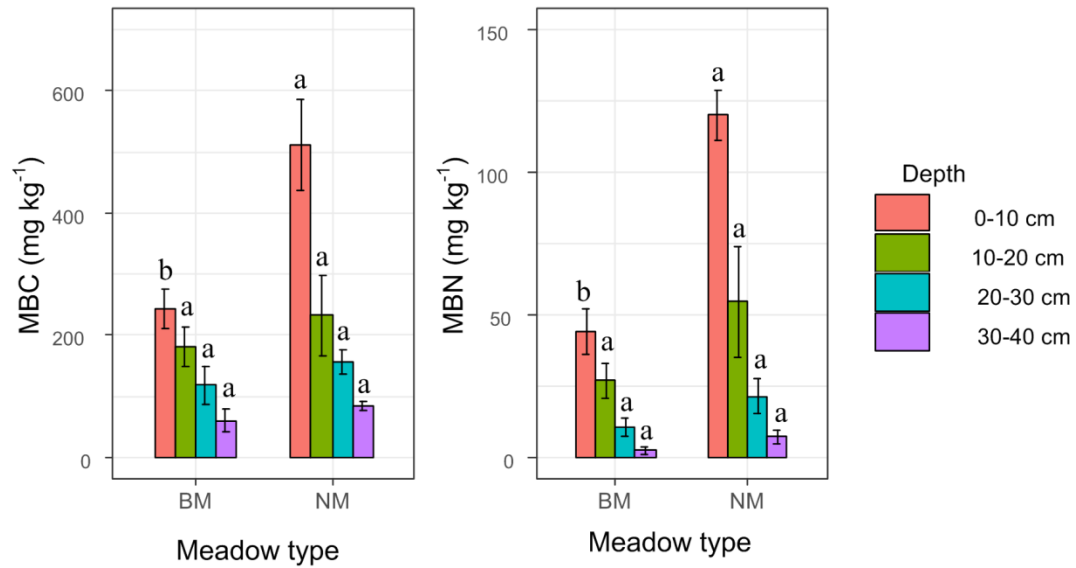 MBC (mg kg⁻¹)
600
400
200
0
a
b
a
a
a
a
a
a
BM
NM
Meadow type
MBN (mg kg⁻¹)
150
100
50
0
a
b
a
a
a
a
a
a
BM
NM
Meadow type
Depth
0-10 cm
10-20 cm
20-30 cm
30-40 cm